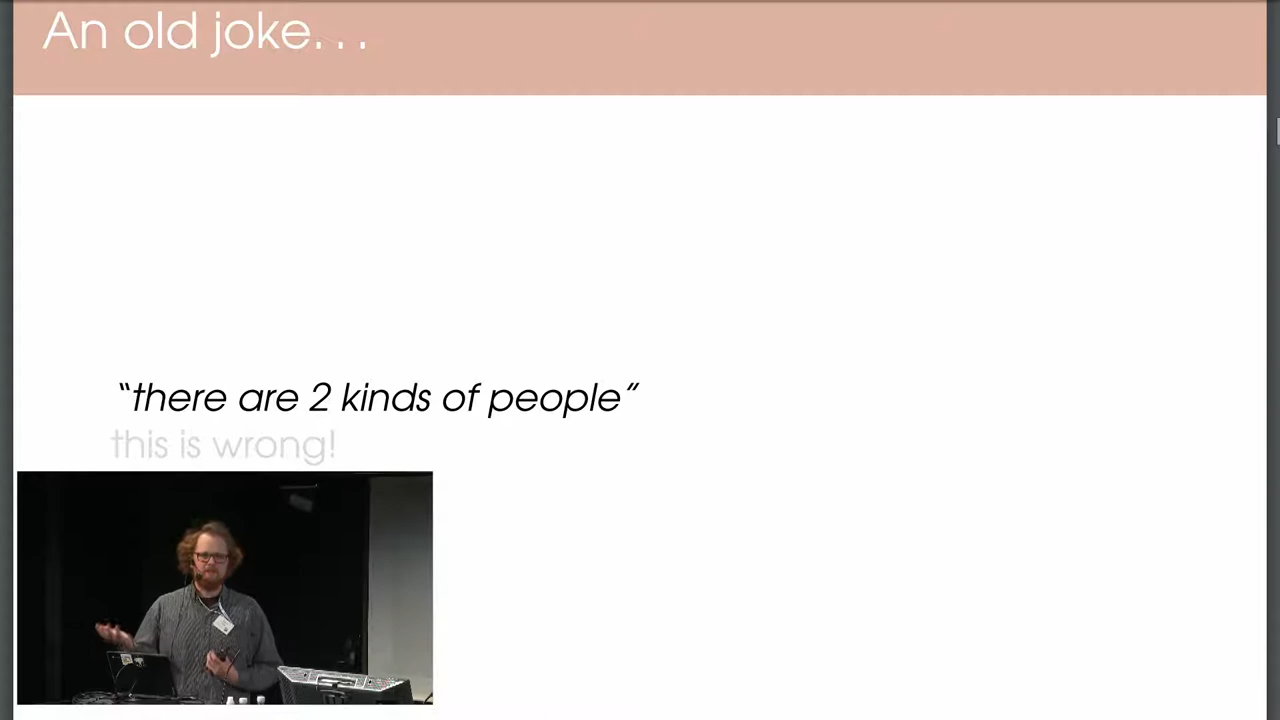 An old joke. . .
“there are 2 kinds of people”
this is wrong!